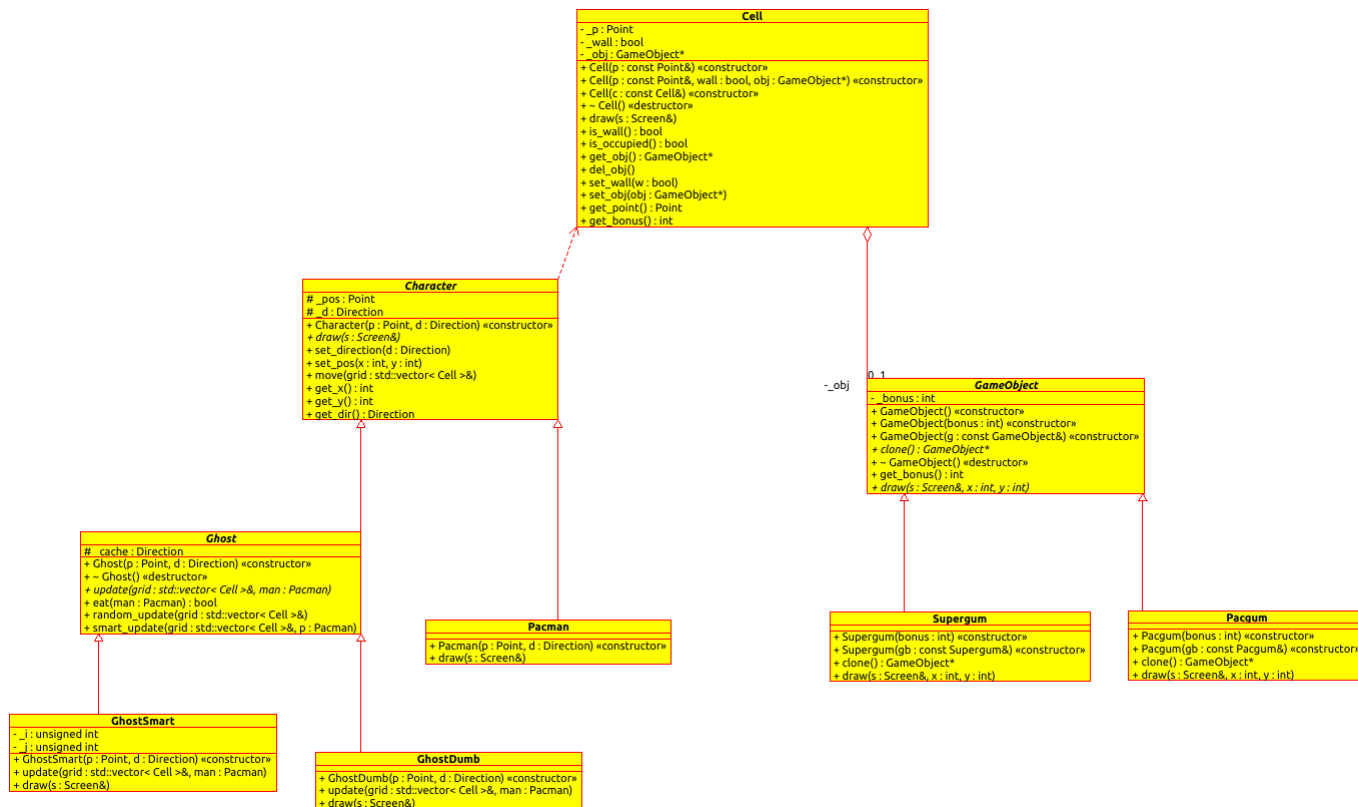 Cell
- _p : Point
- _wall : bool
- _obj : GameObject*
+ Cell(p : const Point&) «constructor»
+ Cell(p : const Point&, wall : bool, obj : GameObject*) «constructor»
+ Cell(c : const Cell&) «constructor»
+ ~ Cell() «destructor»
+ draw(s : Screen&)
+ is_wall() : bool
+ is_occupied() : bool
+ get_obj() : GameObject*
+ del_obj()
+ set_wall(w : bool)
+ set_obj(obj : GameObject*)
+ get_point() : Point
+ get_bonus() : int
Character
# _pos : Point
# _d : Direction
+ Character(p : Point, d : Direction) «constructor»
+ draw(s : Screen&)
+ set_direction(d : Direction)
+ set_pos(x : int, y : int)
+ move(grid : std::vector< Cell >&)
+ get_x() : int
+ get_y() : int
+ get_dir() : Direction
-_obj
0..1
GameObject
- _bonus : int
+ GameObject() «constructor»
+ GameObject(bonus : int) «constructor»
+ GameObject(g : const GameObject&) «constructor»
+ clone() : GameObject*
+ ~ GameObject() «destructor»
+ get_bonus() : int
+ draw(s : Screen&, x : int, y : int)
Ghost
# _cache : Direction
+ Ghost(p : Point, d : Direction) «constructor»
+ ~ Ghost() «destructor»
+ update(grid : std::vector< Cell >&, man : Pacman)
+ eat(man : Pacman) : bool
+ random_update(grid : std::vector< Cell >&)
+ smart_update(grid : std::vector< Cell >&, p : Pacman)
Pacman
+ Pacman(p : Point, d : Direction) «constructor»
+ draw(s : Screen&)
Supergum
+ Supergum(bonus : int) «constructor»
+ Supergum(gb : const Supergum&) «constructor»
+ clone() : GameObject*
+ draw(s : Screen&, x : int, y : int)
Pacgum
+ Pacgum(bonus : int) «constructor»
+ Pacgum(gb : const Pacgum&) «constructor»
+ clone() : GameObject*
+ draw(s : Screen&, x : int, y : int)
GhostSmart
- _i : unsigned int
- _j : unsigned int
+ GhostSmart(p : Point, d : Direction) «constructor»
+ update(grid : std::vector< Cell >&, man : Pacman)
+ draw(s : Screen&)
GhostDumb
+ GhostDumb(p : Point, d : Direction) «constructor»
+ update(grid : std::vector< Cell >&, man : Pacman)
+ draw(s : Screen&)